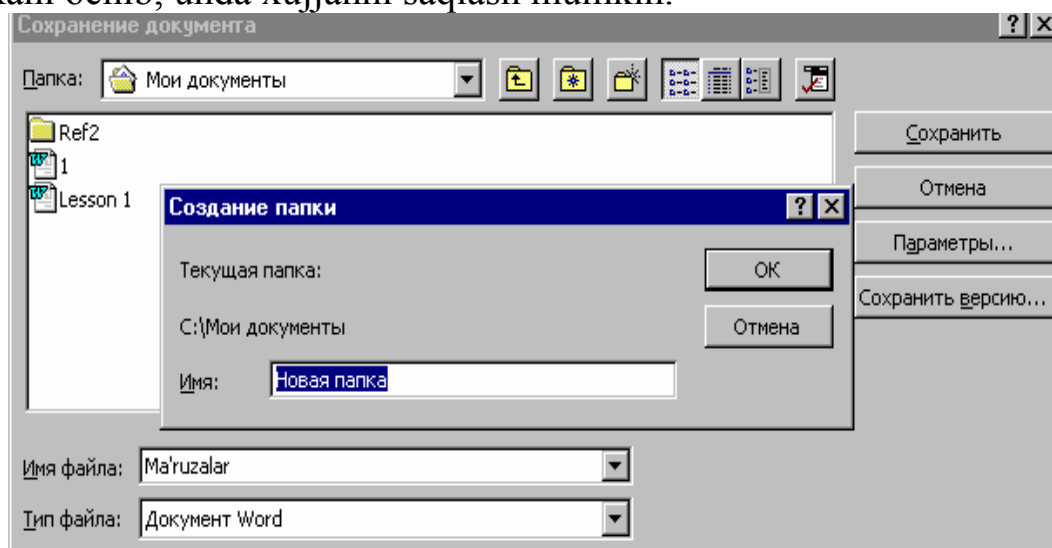 Сохранение документа
Папка: Мои документы
Ref2
1
Lesson 1
Сохранить
Отмена
Параметры...
Сохранить версию...
Создание папки
Текущая папка:
C:\Мои документы
Имя: Новая папка
OK
Отмена
Имя файла: Ma'ruzalar
Тип файла: Документ Word